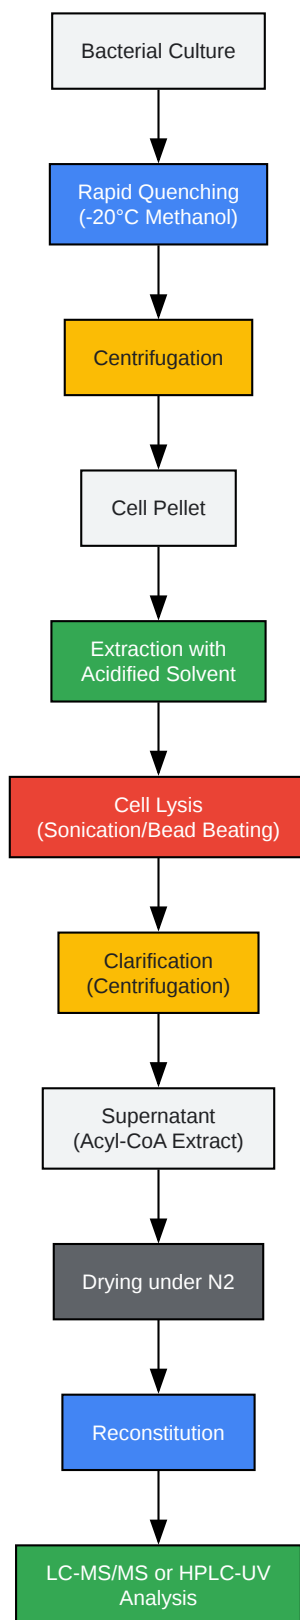 Bacterial Culture
Rapid Quenching
(-20°C Methanol)
Centrifugation
Cell Pellet
Extraction with
Acidified Solvent
Cell Lysis
(Sonication/Bead Beating)
Clarification
(Centrifugation)
Supernatant
(Acyl-CoA Extract)
Drying under N2
Reconstitution
LC-MS/MS or HPLC-UV
Analysis